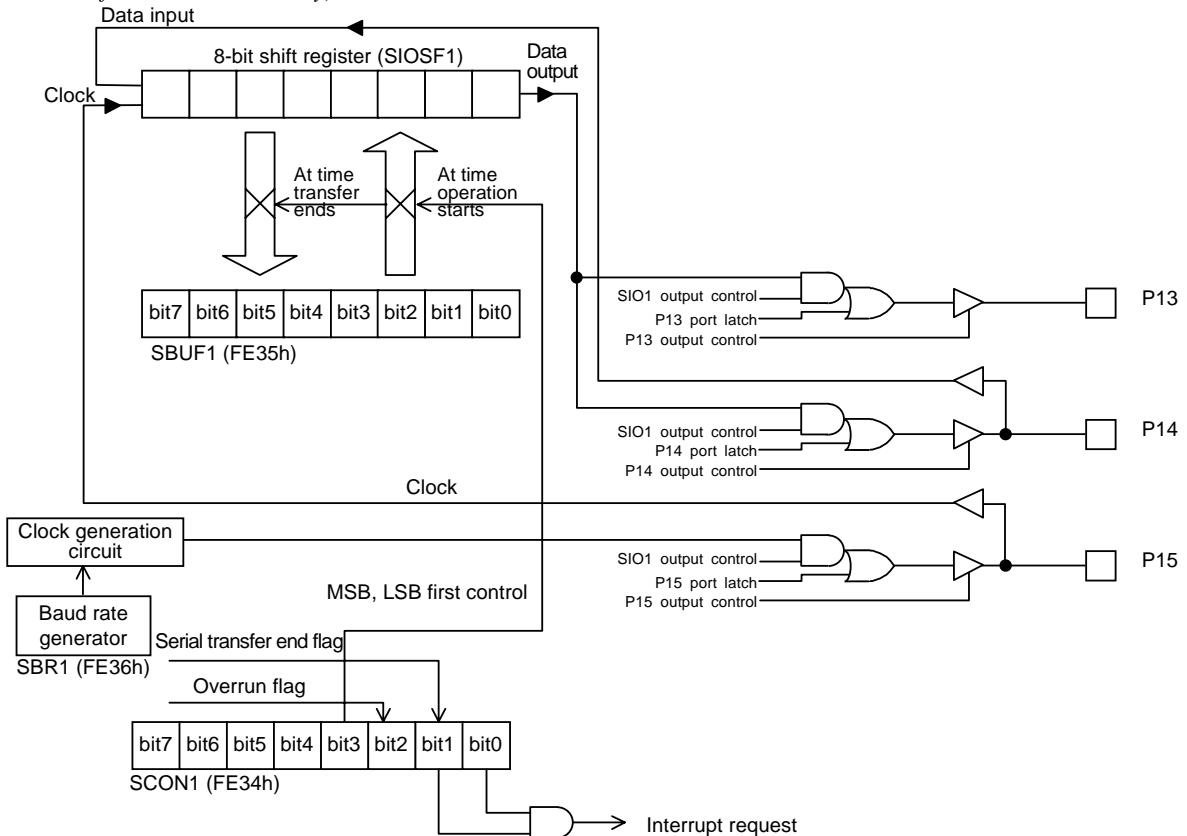 Data input
8-bit shift register (SIOSF1)
Data
output
Clock
At time
transfer
ends
At time
operation
starts
bit7 bit6 bit5 bit4 bit3 bit2 bit1 bit0
SBUF1 (FE35h)
SIO1 output control
P13 port latch
P13 output control
P13
SIO1 output control
P14 port latch
P14 output control
P14
Clock
Clock generation
circuit
SIO1 output control
P15 port latch
P15 output control
P15
MSB, LSB first control
Baud rate
generator
SBR1 (FE36h)
Serial transfer end flag
Overrun flag
bit7 bit6 bit5 bit4 bit3 bit2 bit1 bit0
SCON1 (FE34h)
Interrupt request